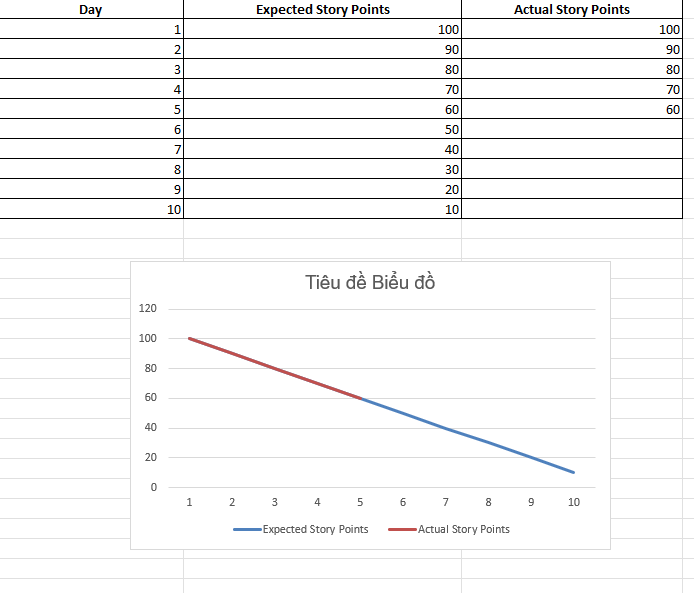 Day Expected Story Points Actual Story Points
1 100 100
2 90 90
3 80 80
4 70 70
5 60 60
6 50
7 40
8 30
9 20
10 10
Tiêu đề Biểu đồ
120
100
80
60
40
20
0
1 2 3 4 5 6 7 8 9 10
Expected Story Points Actual Story Points